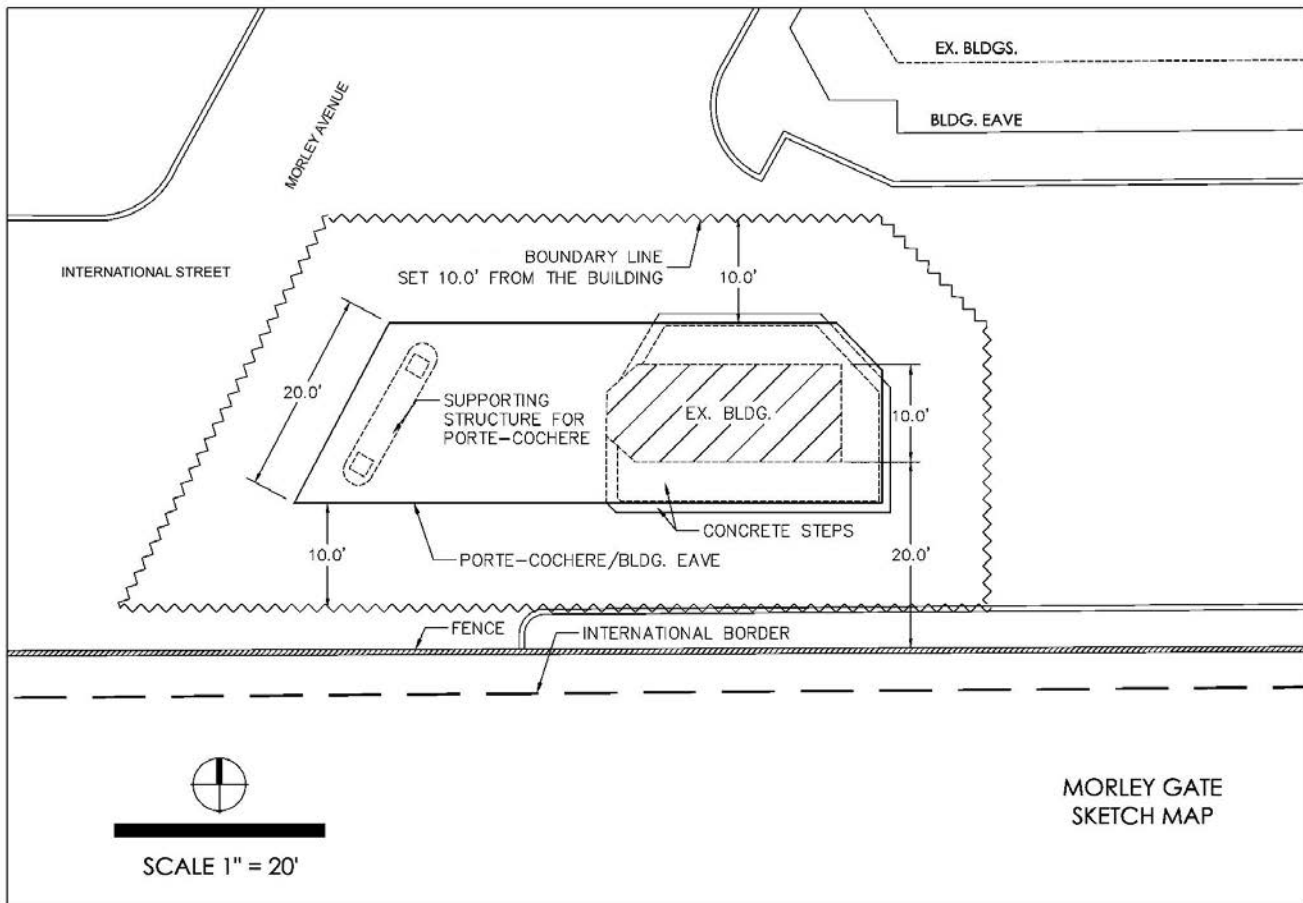 EX. BLDGS.
BLDG. EAVE
MORLEY AVENUE
INTERNATIONAL STREET
BOUNDARY LINE
SET 10.0' FROM THE BUILDING
10.0'
20.0'
SUPPORTING
STRUCTURE FOR
PORTE-COCHERE
EX. BLDG.
10.0'
CONCRETE STEPS
10.0'
PORTE-COCHERE/BLDG. EAVE
20.0'
FENCE
INTERNATIONAL BORDER
MORLEY GATE
SKETCH MAP
SCALE 1" = 20'